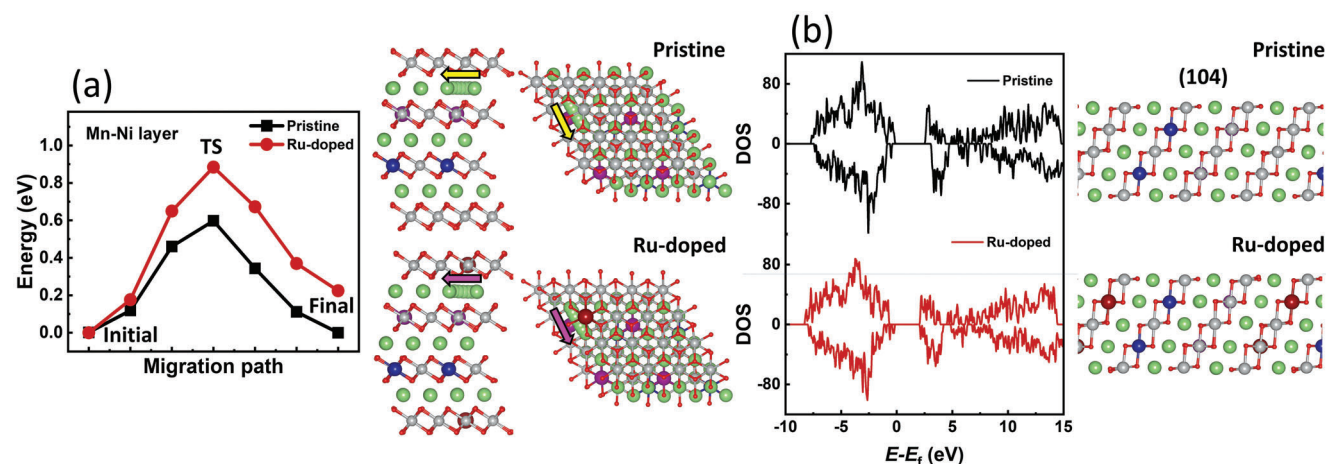 (a)
Mn-Ni layer
Pristine
Ru-doped
TS
1.0
0.8
0.6
0.4
0.2
0.0
Energy (eV)
Initial
Final
Migration path
Pristine
Ru-doped
(b)
Pristine
80
0
-80
DOS
Ru-doped
80
0
-80
DOS
-10 -5 0 5 10 15
E-Ef (eV)
Pristine
(104)
Ru-doped